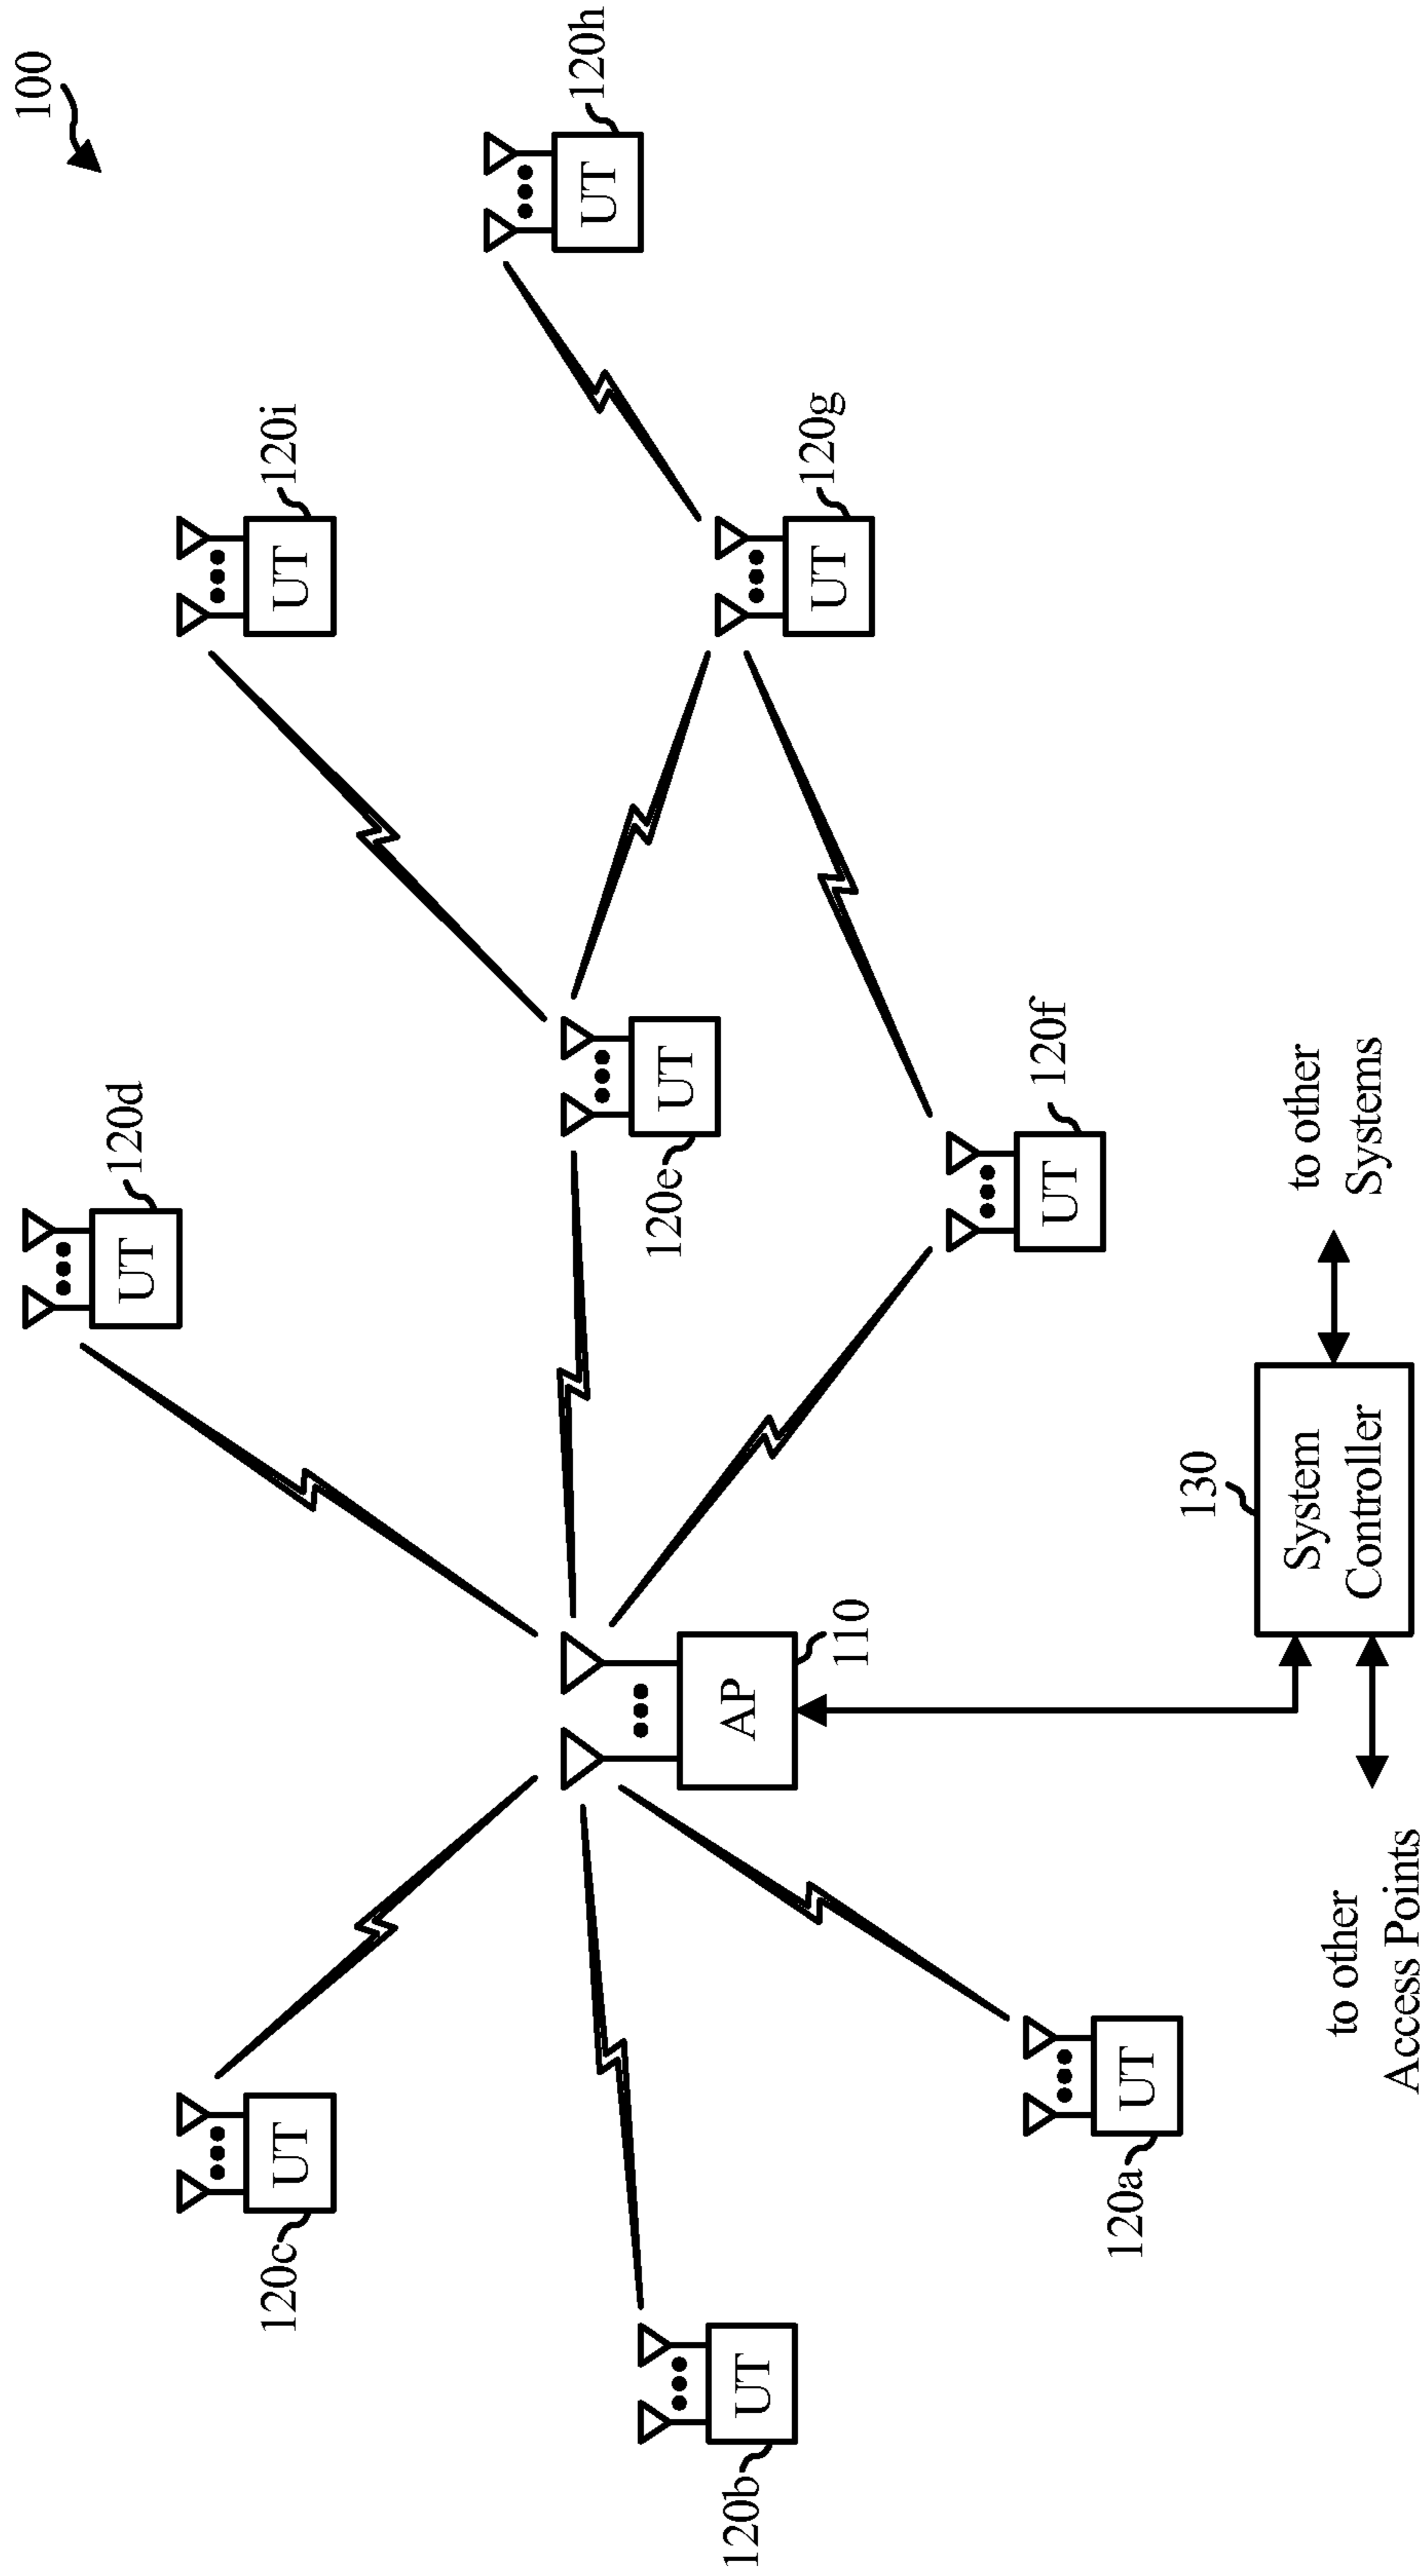 100
UT
120d
UT
120i
UT
120c
UT
120h
UT
120e
UT
120g
UT
120b
AP
110
UT
120f
UT
120a
130
System
Controller
to other
Systems
to other
Access Points